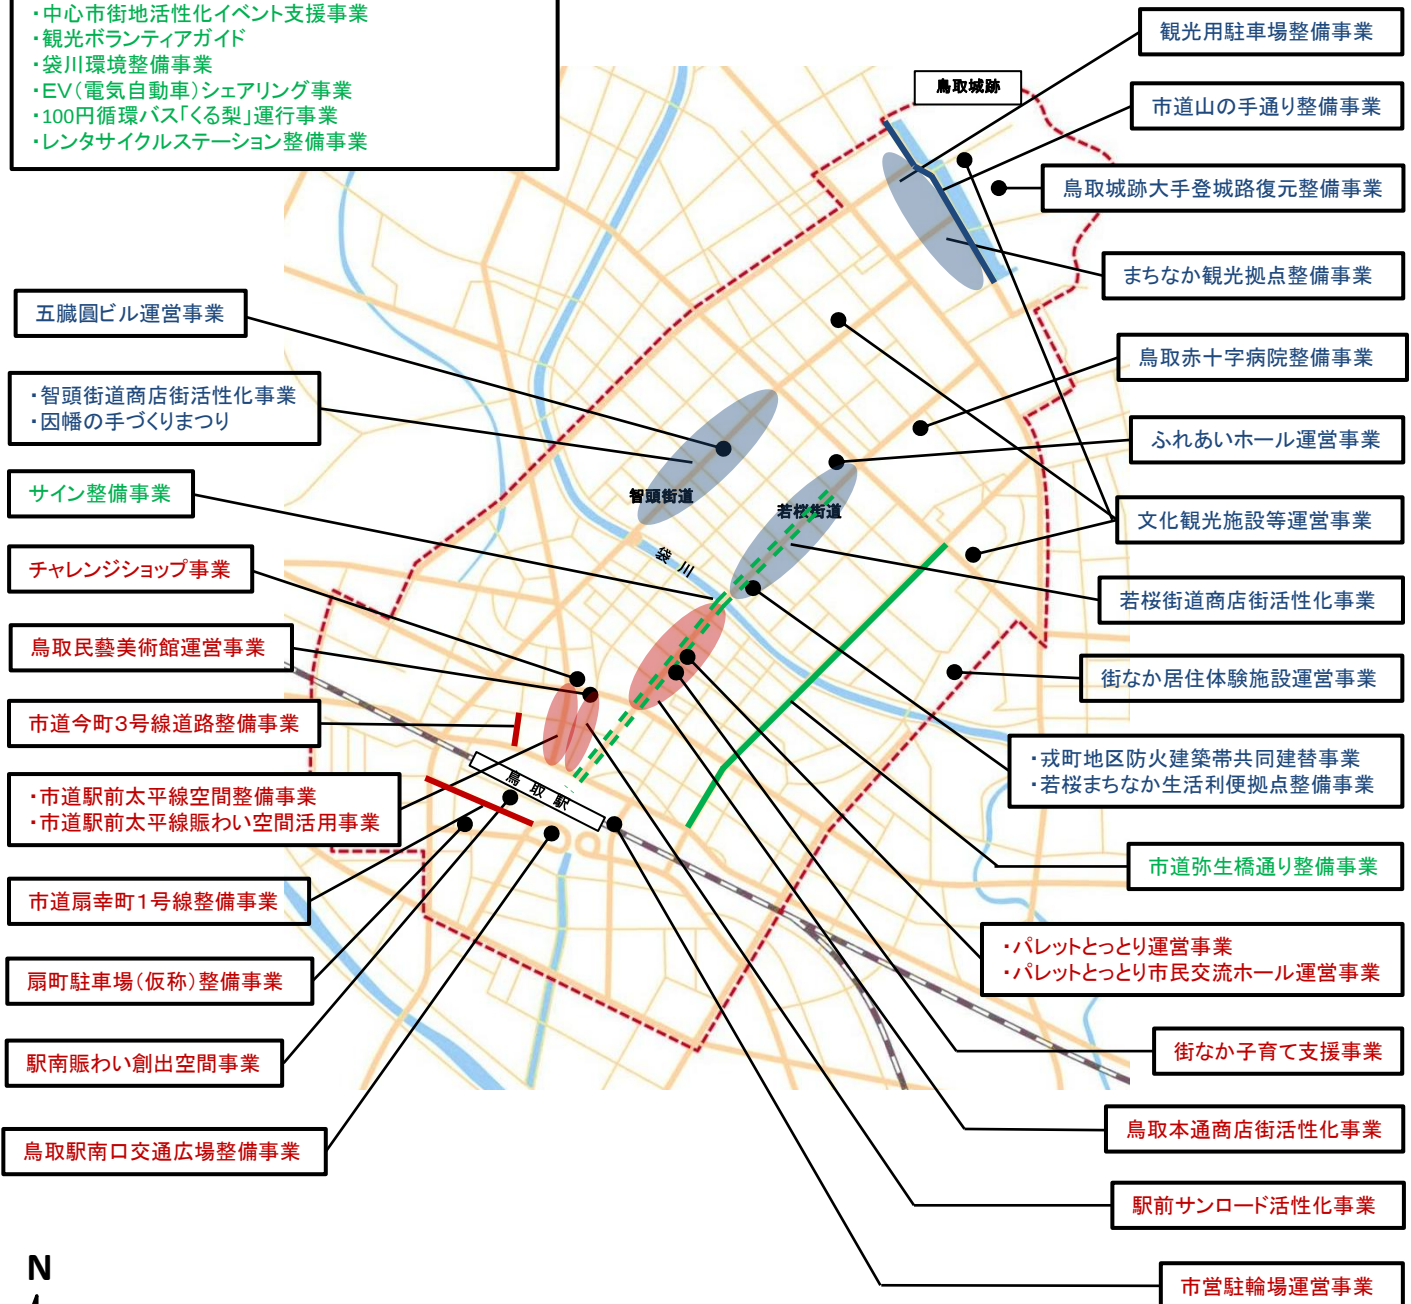 ・中心市街地活性化イベント支援事業
・観光ボランティアガイド
・袋川環境整備事業
・EV(電気自動車)シェアリング事業
・100円循環バス「くる梨」運行事業
・レンタサイクルステーション整備事業
観光用駐車場整備事業
鳥取城跡
市道山の手通り整備事業
鳥取城跡大手登城路復元整備事業
まちなか観光拠点整備事業
五臓圓ビル運営事業
鳥取赤十字病院整備事業
・智頭街道商店街活性化事業
・因幡の手づくりまつり
ふれあいホール運営事業
サイン整備事業
智頭街道
若桜街道
文化観光施設等運営事業
袋川
チャレンジショップ事業
若桜街道商店街活性化事業
鳥取民藝美術館運営事業
街なか居住体験施設運営事業
市道今町3号線道路整備事業
・戎町地区防火建築帯共同建替事業
・若桜まちなか生活利便拠点整備事業
鳥取駅
・市道駅前太平線空間整備事業
・市道駅前太平線賑わい空間活用事業
市道弥生橋通り整備事業
市道扇幸町1号線整備事業
・パレットとっとり運営事業
・パレットとっとり市民交流ホール運営事業
扇町駐車場(仮称)整備事業
駅南賑わい創出空間事業
街なか子育て支援事業
鳥取本通商店街活性化事業
鳥取駅南口交通広場整備事業
駅前サンロード活性化事業
N
市営駐輪場運営事業